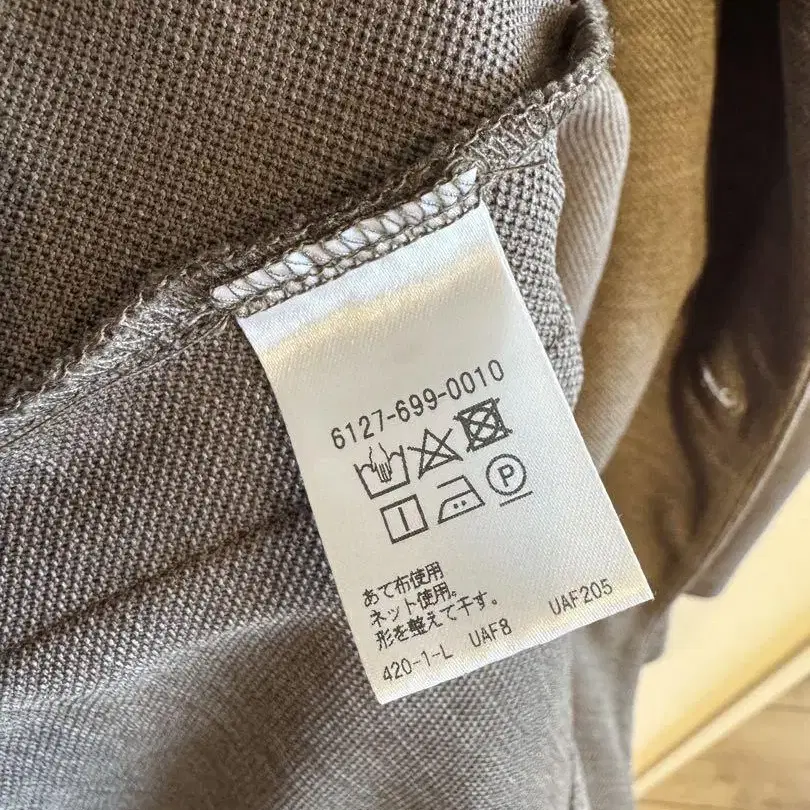 6127-699-0010
P
あて布使用
ネット使用。
形を整えて干す。
420-1-L UAF8 UAF205